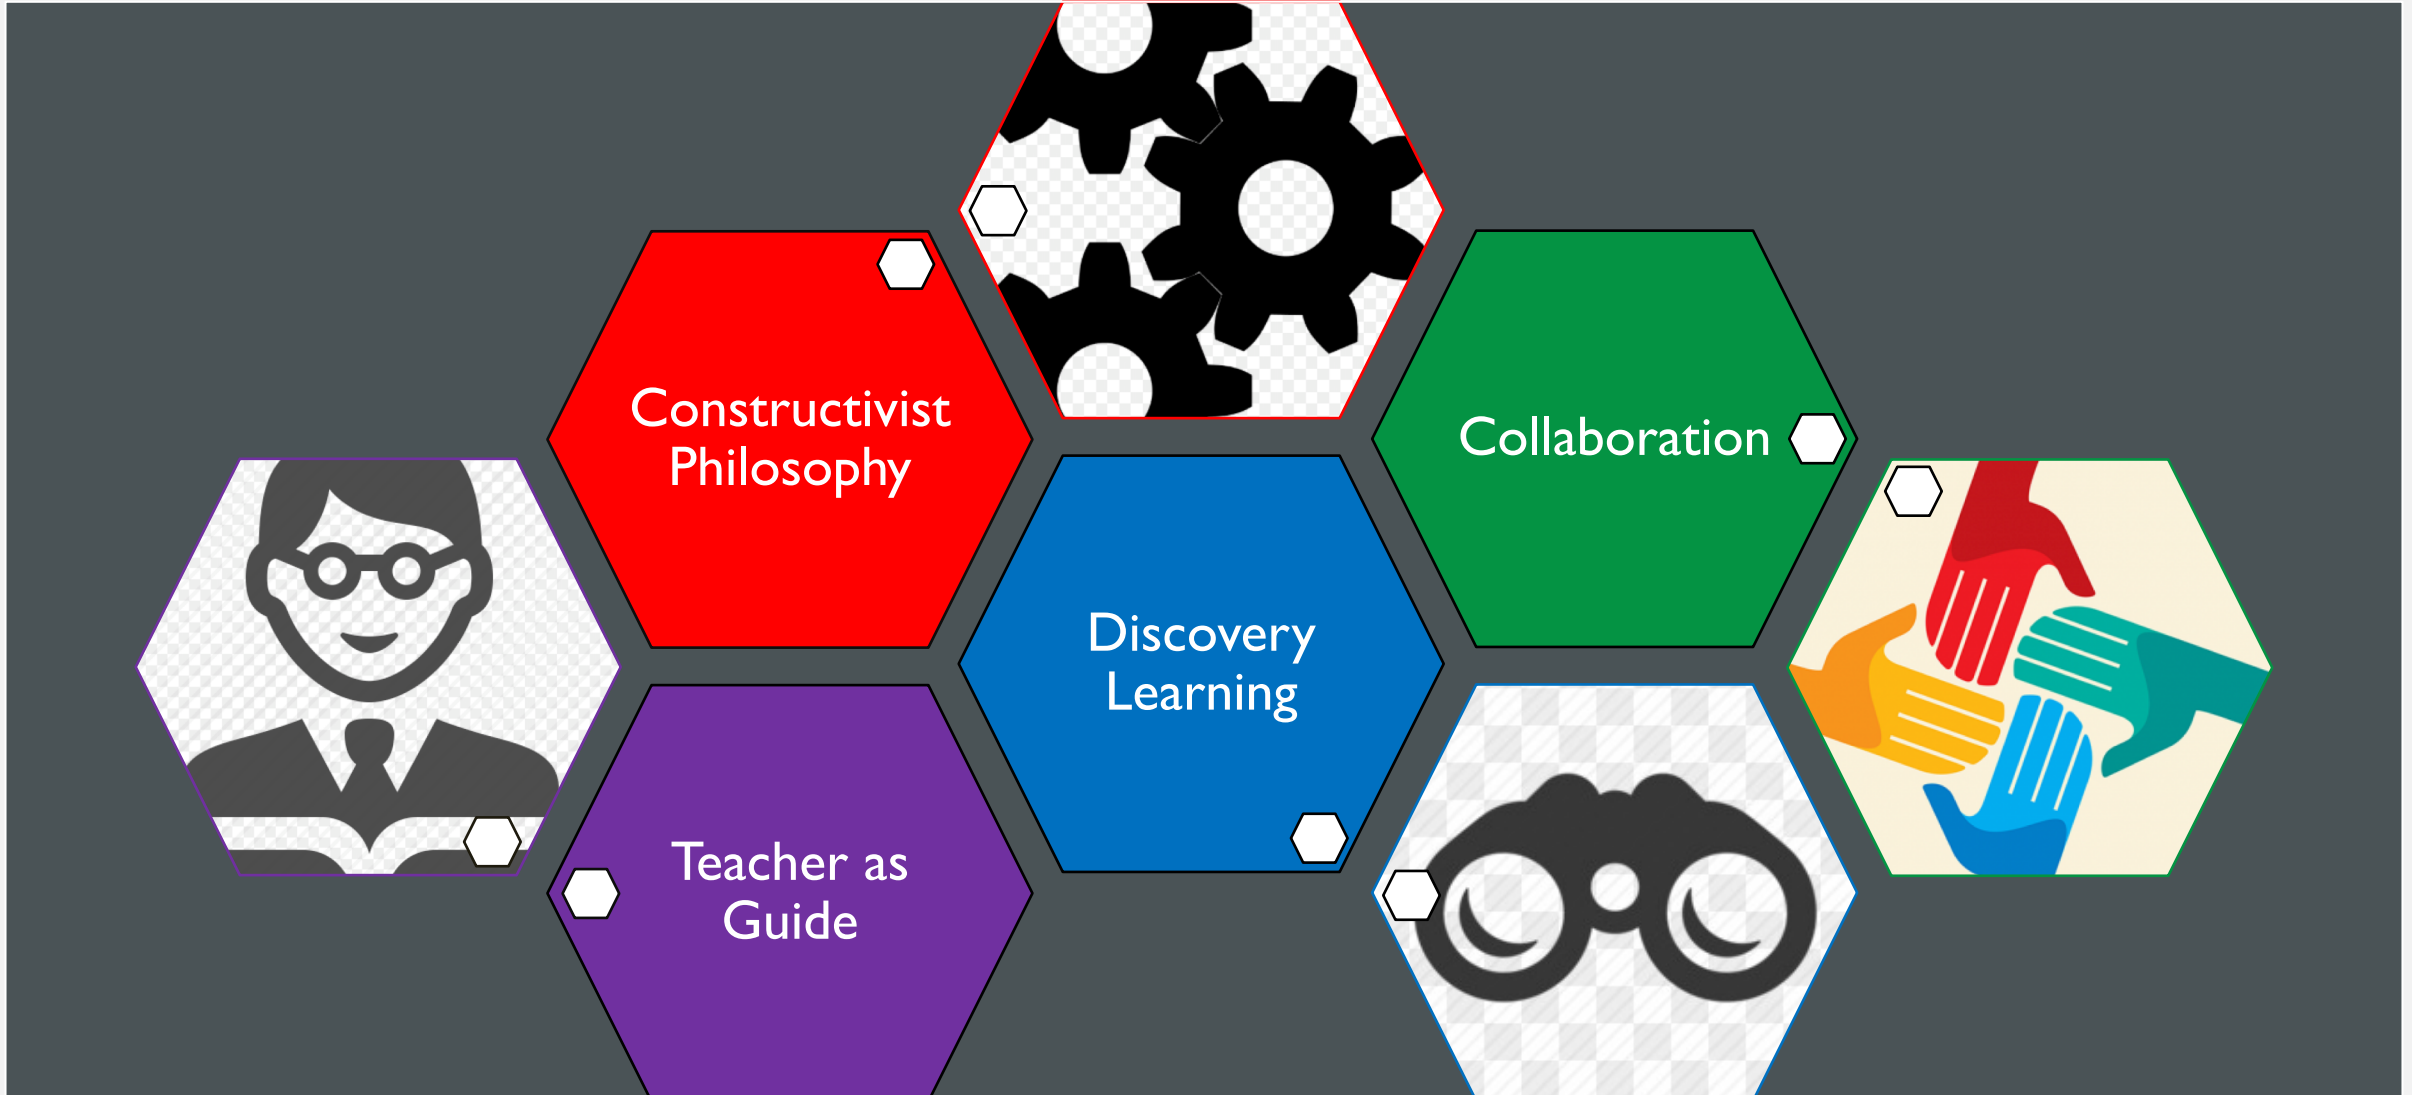 Constructivist
Philosophy
Collaboration
Discovery
Learning
Teacher as
Guide